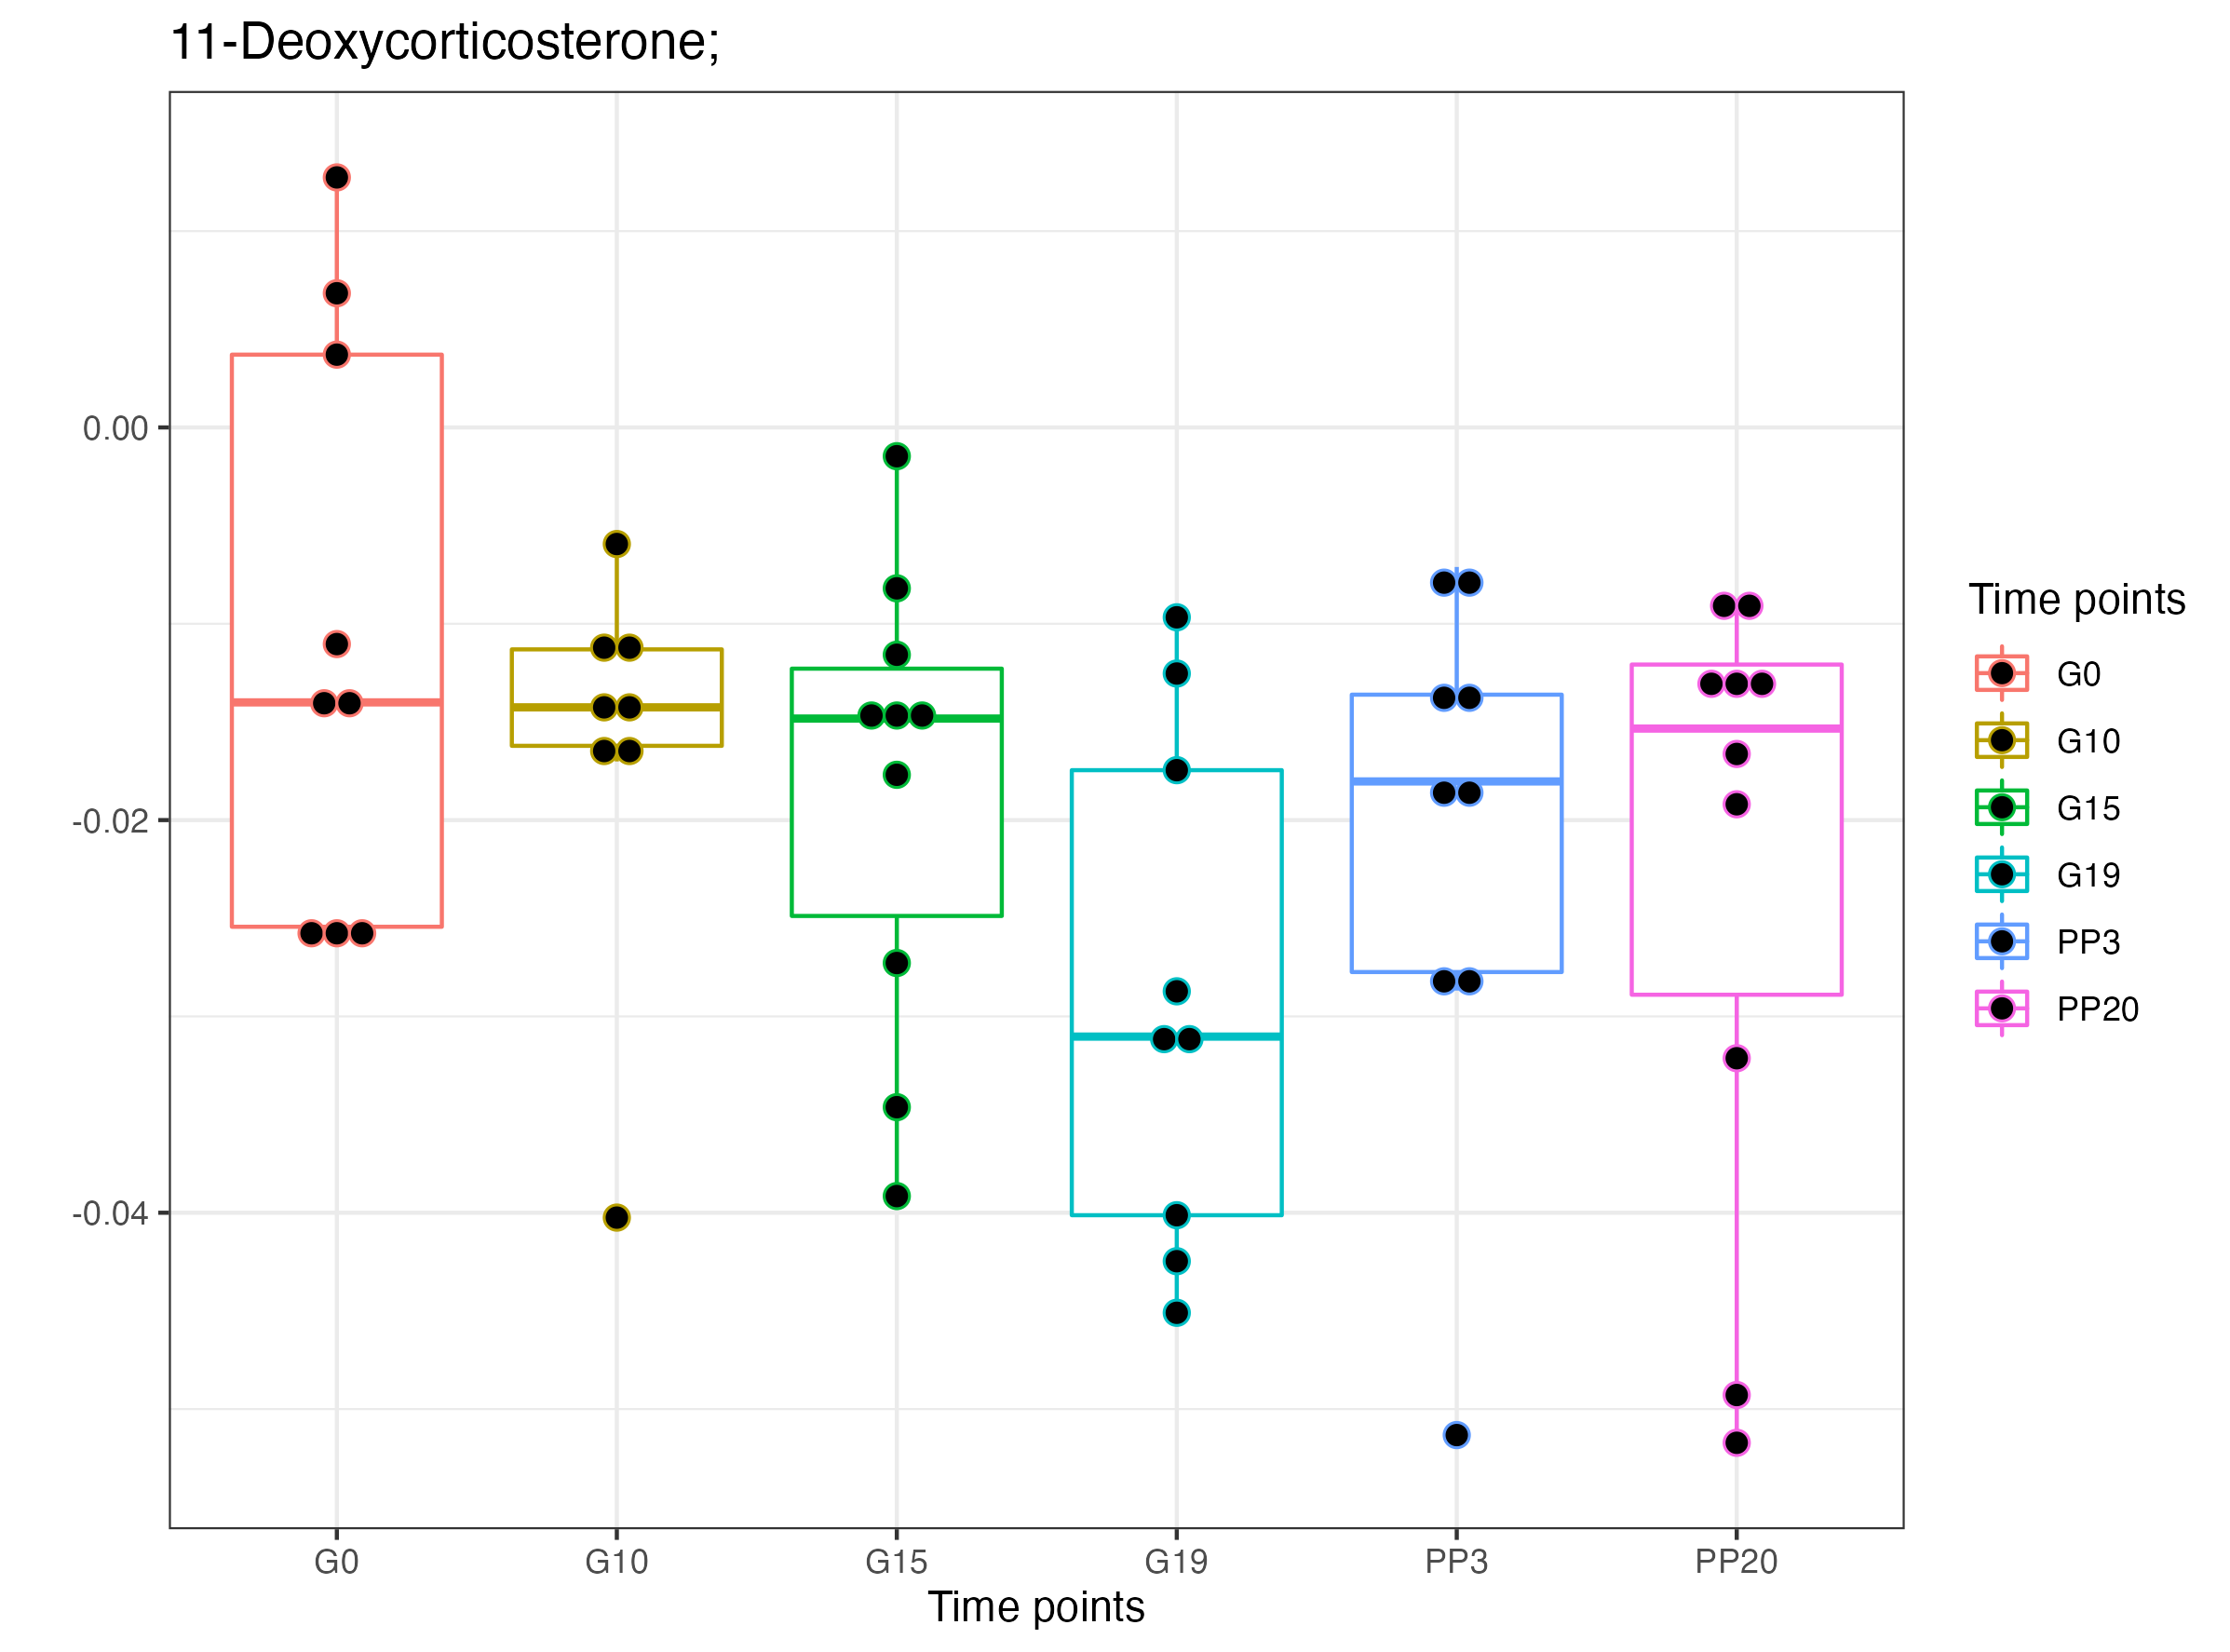 11-Deoxycorticosterone;
0.00
-0.02
-0.04
G0 G10 G15 G19 PP3 PP20
Time points
Time points
G0
G10
G15
G19
PP3
PP20